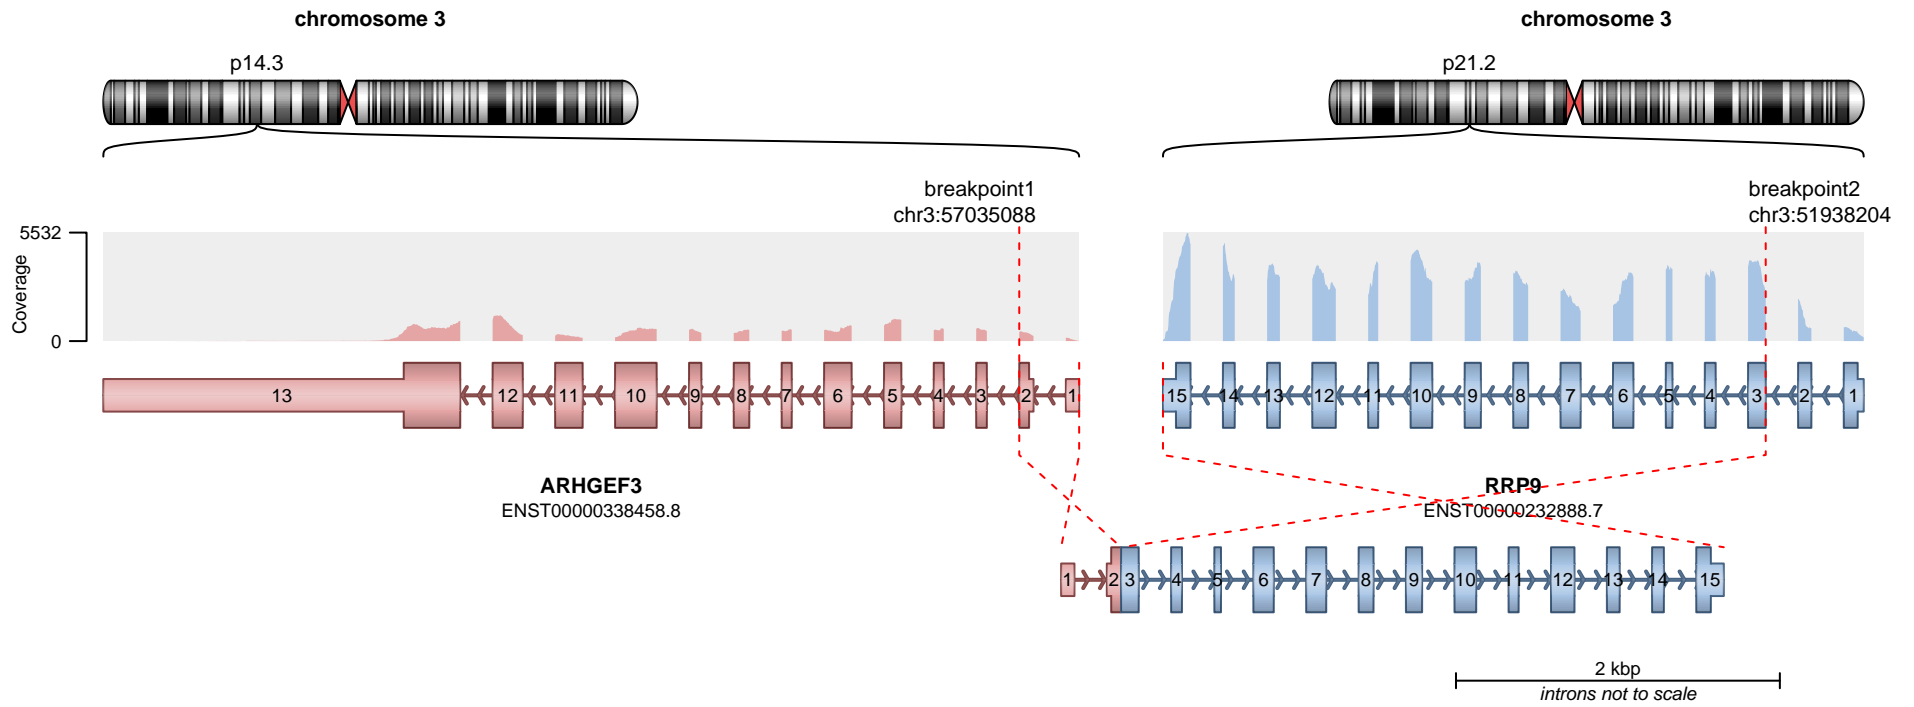 chromosome 3
chromosome 3
p14.3
p21.2
breakpoint1
chr3:57035088
breakpoint2
chr3:51938204
5532
Coverage
0
13 12 11 10 9 8 7 6 5 4 3 2 1
15 14 13 12 11 10 9 8 7 6 5 4 3 2 1
ARHGEF3
ENST00000338458.8
RRP9
ENST00000232888.7
1 2 3 4 5 6 7 8 9 10 11 12 13 14 15
2 kbp
introns not to scale